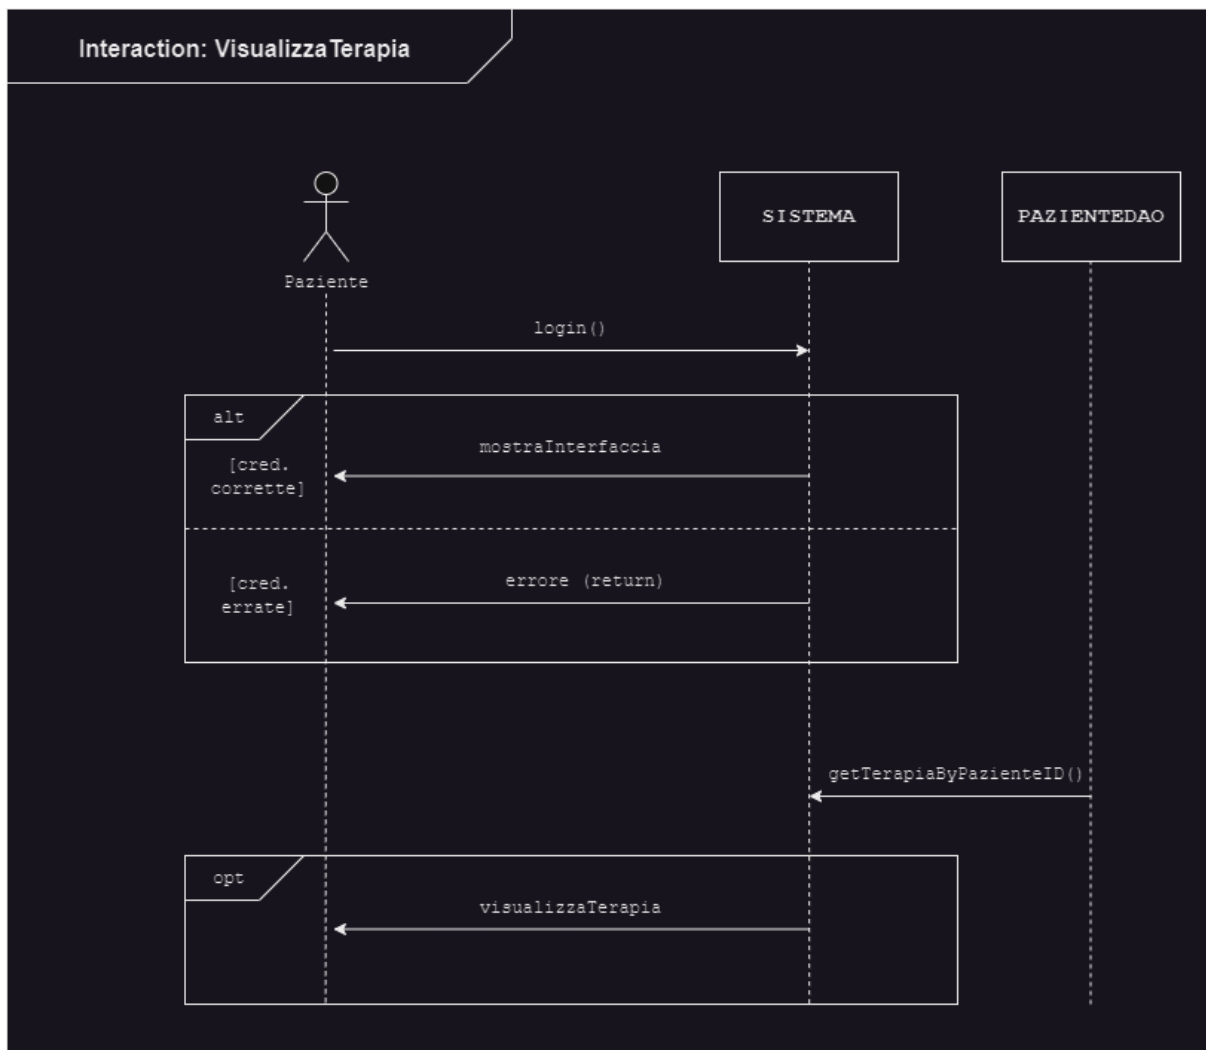 Interaction: VisualizzaTerapia
SISTEMA
PAZIENTEDAO
Paziente
login()
alt
mostraInterfaccia
[cred.
corrette]
errore (return)
[cred.
errate]
getTerapiaByPazienteID()
opt
visualizzaTerapia